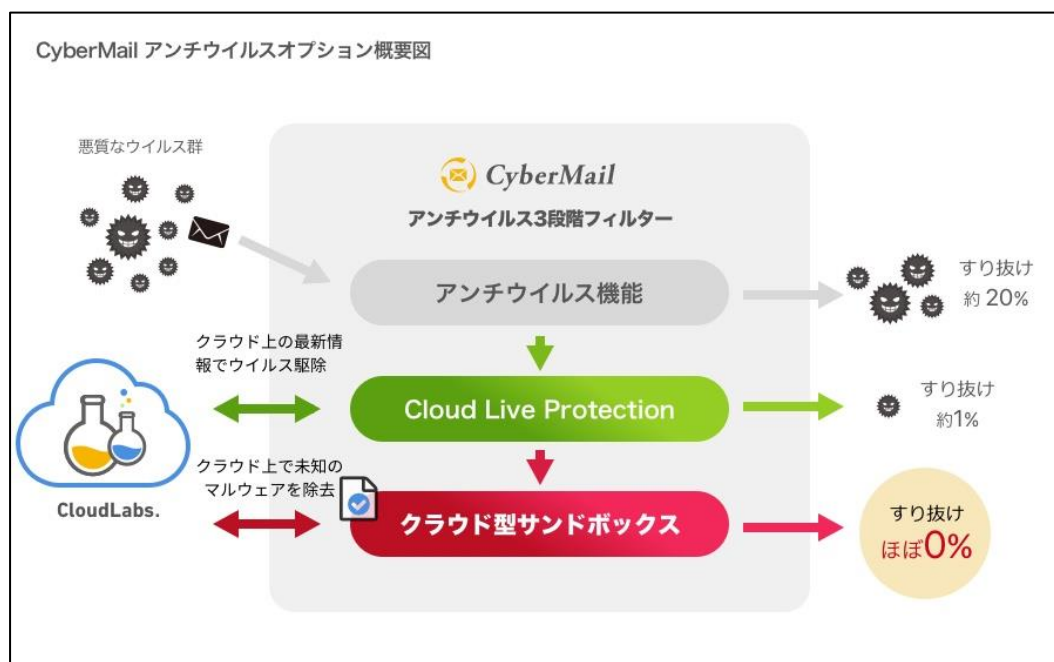 CyberMail アンチウイルスオプション概要図
悪質なウイルス群
CyberMail
アンチウイルス3段階フィルター
アンチウイルス機能
すり抜け
約 20%
クラウド上の最新情
報でウイルス駆除
Cloud Live Protection
すり抜け
約1%
クラウド上で未知の
マルウェアを除去
CloudLabs.
クラウド型サンドボックス
すり抜け
ほぼ0%